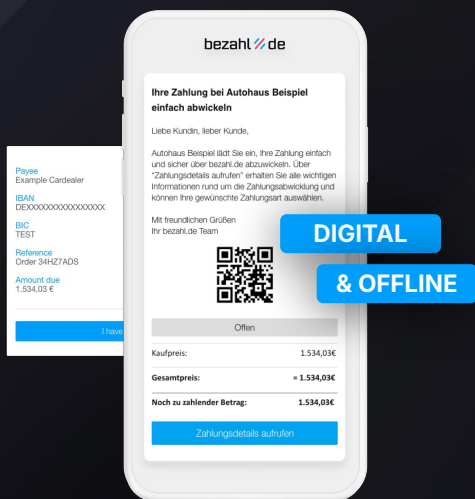 bezahl de
Ihre Zahlung bei Autohaus Beispiel
einfach abwickeln
Liebe Kundin, lieber Kunde,
Autohaus Beispiel lädt Sie ein, Ihre Zahlung einfach
und sicher über bezahl.de abzuwickeln. Über
"Zahlungsdetails aufrufen" erhalten Sie alle wichtigen
Informationen rund um die Zahlungsabwicklung und
können Ihre gewünschte Zahlungsart auswählen.
Mit freundlichen Grüßen
Ihr bezahl.de Team
Offen
Kaufpreis: 1.534,03€
Gesamtpreis: = 1.534,03€
Noch zu zahlender Betrag: 1.534,03€
Zahlungsdetails aufrufen
Payee
Example Cardealer
IBAN
DEXXXXXXXXXXXXXXXX
BIC
TEST
Reference
Order 34HZ7ADS
Amount due
1.534,03 €
I have
DIGITAL
& OFFLINE